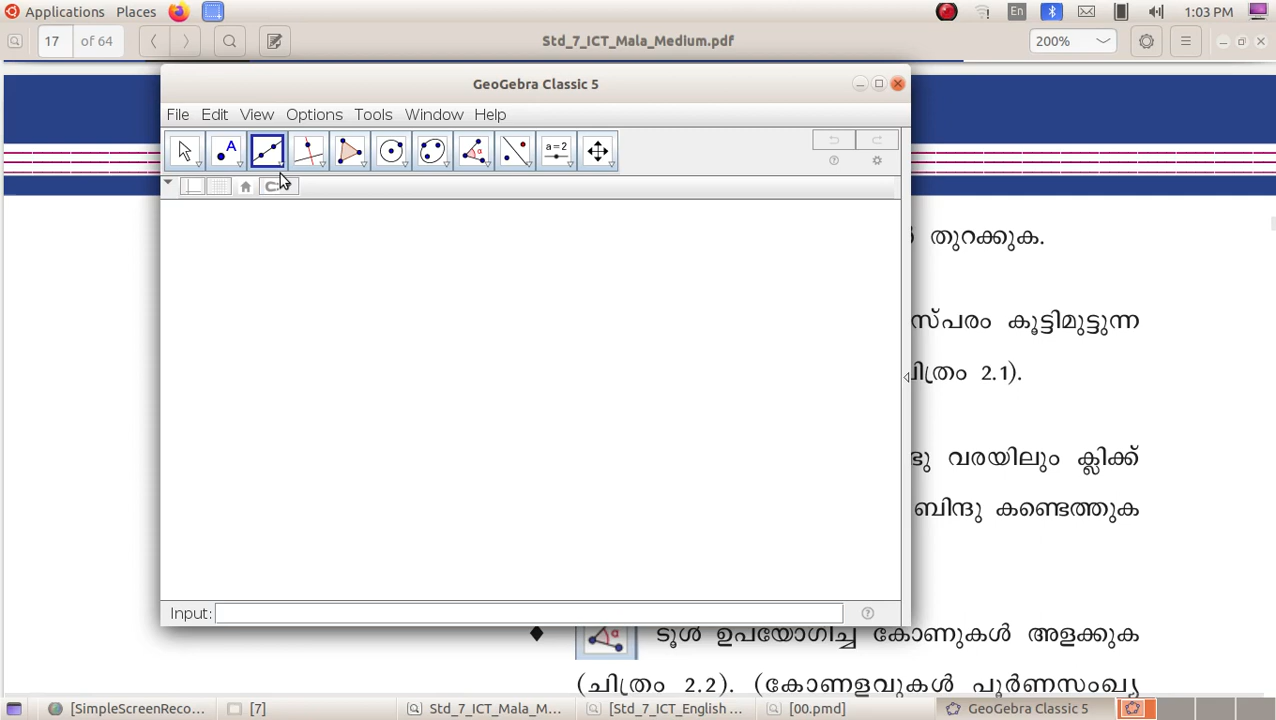 Applications Places En 1:03 PM
17 of 64 Std_7_ICT_Mala_Medium.pdf 200%
GeoGebra Classic 5
File Edit View Options Tools Window Help
A α a=2
തുറക്കുക.
സ്പരം കൂട്ടിമുട്ടുന്ന
ചിത്രം 2.1).
ണ്ടു വരയിലും ക്ലിക്ക്
ബിന്ദു കണ്ടെത്തുക
Input:
α ടൂൾ ഉപയോഗിച്ച് കോണുകൾ അളക്കുക
(ചിത്രം 2.2). (കോണളവുകൾ പൂർണസംഖ്യ
[SimpleScreenReco... [7] Std_7_ICT_Mala_M... [Std_7_ICT_English ... [00.pmd] GeoGebra Classic 5